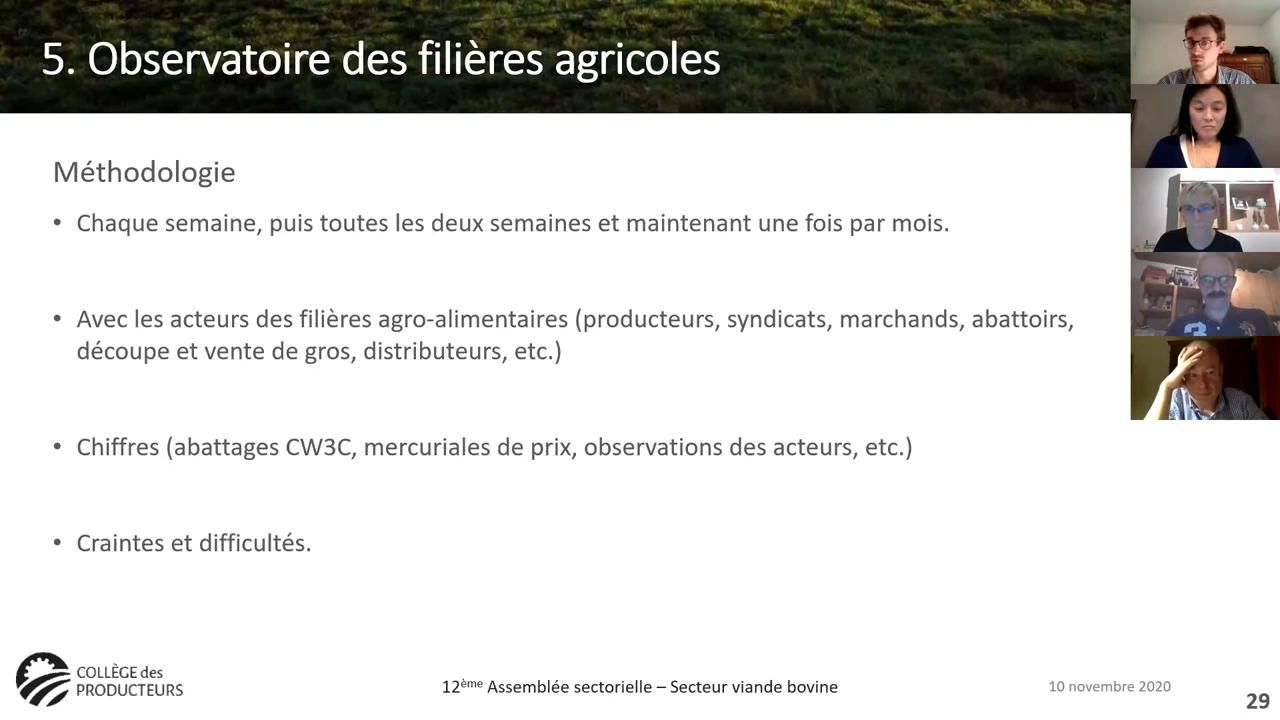 5. Observatoire des filières agricoles
Méthodologie
• Chaque semaine, puis toutes les deux semaines et maintenant une fois par mois.
• Avec les acteurs des filières agro-alimentaires (producteurs, syndicats, marchands, abattoirs,
découpe et vente de gros, distributeurs, etc.)
• Chiffres (abattages CW3C, mercuriales de prix, observations des acteurs, etc.)
• Craintes et difficultés.
COLLÈGE des
PRODUCTEURS
12ème Assemblée sectorielle – Secteur viande bovine
10 novembre 2020
29
3